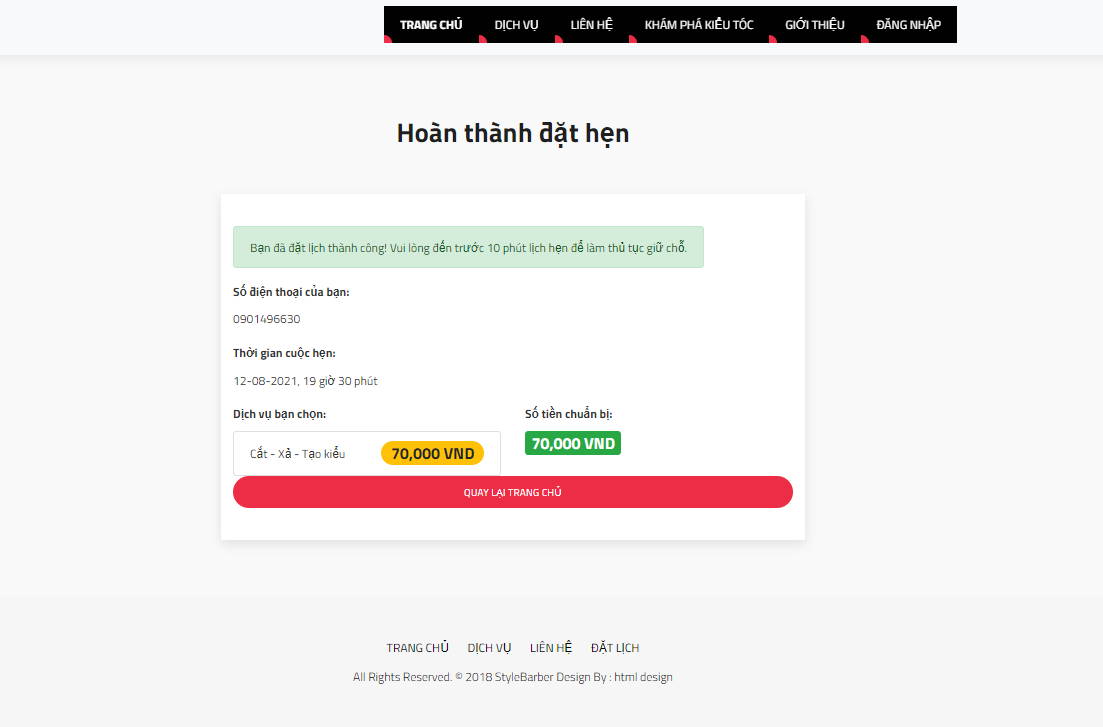 TRANG CHỦ DỊCH VỤ LIÊN HỆ KHÁM PHÁ KIỂU TÓC GIỚI THIỆU ĐĂNG NHẬP
Hoàn thành đặt hẹn
Bạn đã đặt lịch thành công! Vui lòng đến trước 10 phút lịch hẹn để làm thủ tục giữ chỗ.
Số điện thoại của bạn:
0901496630
Thời gian cuộc hẹn:
12-08-2021, 19 giờ 30 phút
Dịch vụ bạn chọn: Số tiền chuẩn bị:
Cắt - Xả - Tạo kiểu 70,000 VND 70,000 VND
QUAY LẠI TRANG CHỦ
TRANG CHỦ DỊCH VỤ LIÊN HỆ ĐẶT LỊCH
All Rights Reserved. © 2018 StyleBarber Design By : html design